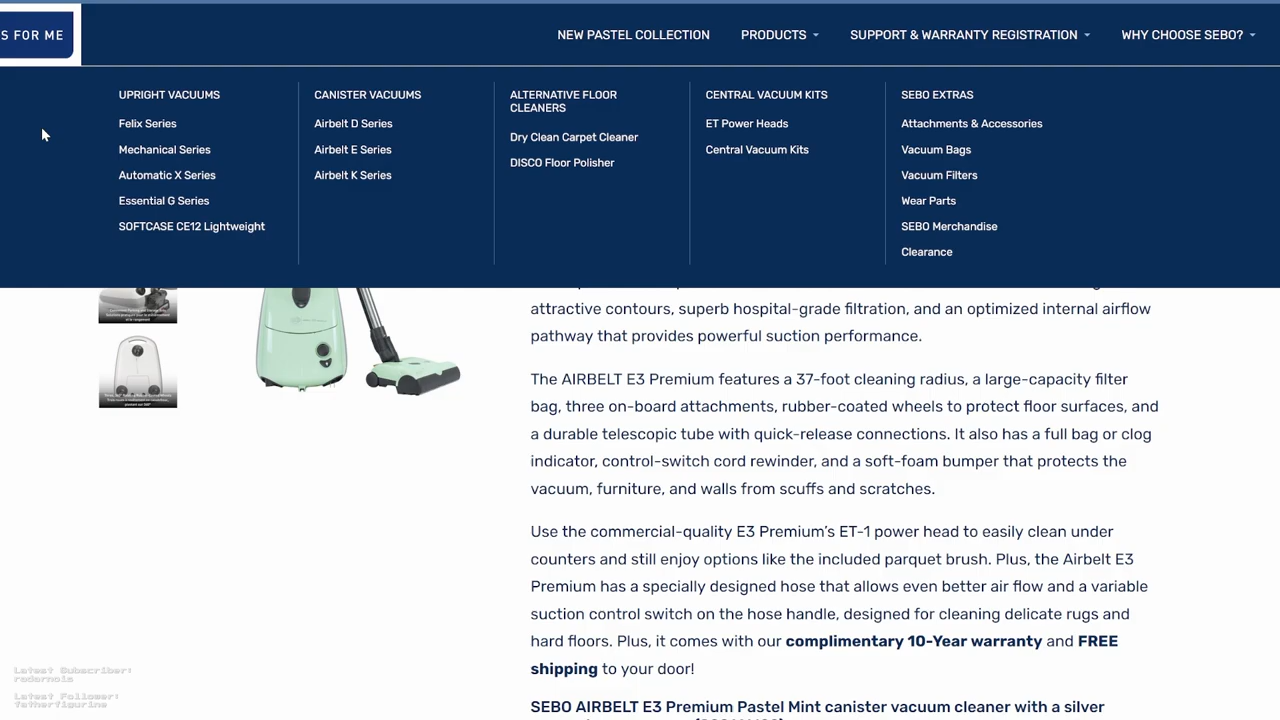 S FOR ME
NEW PASTEL COLLECTION
PRODUCTS
SUPPORT & WARRANTY REGISTRATION
WHY CHOOSE SEBO?
UPRIGHT VACUUMS
Felix Series
Mechanical Series
Automatic X Series
Essential G Series
SOFTCASE CE12 Lightweight
CANISTER VACUUMS
Airbelt D Series
Airbelt E Series
Airbelt K Series
ALTERNATIVE FLOOR
CLEANERS
Dry Clean Carpet Cleaner
DISCO Floor Polisher
CENTRAL VACUUM KITS
ET Power Heads
Central Vacuum Kits
SEBO EXTRAS
Attachments & Accessories
Vacuum Bags
Vacuum Filters
Wear Parts
SEBO Merchandise
Clearance
attractive contours, superb hospital-grade filtration, and an optimized internal airflow
pathway that provides powerful suction performance.
The AIRBELT E3 Premium features a 37-foot cleaning radius, a large-capacity filter
bag, three on-board attachments, rubber-coated wheels to protect floor surfaces, and
a durable telescopic tube with quick-release connections. It also has a full bag or clog
indicator, control-switch cord rewinder, and a soft-foam bumper that protects the
vacuum, furniture, and walls from scuffs and scratches.
Use the commercial-quality E3 Premium’s ET-1 power head to easily clean under
counters and still enjoy options like the included parquet brush. Plus, the Airbelt E3
Premium has a specially designed hose that allows even better air flow and a variable
suction control switch on the hose handle, designed for cleaning delicate rugs and
hard floors. Plus, it comes with our complimentary 10-Year warranty and FREE
shipping to your door!
SEBO AIRBELT E3 Premium Pastel Mint canister vacuum cleaner with a silver
Latest Subscriber:
radarnois
Latest Follower:
fatherfigurine